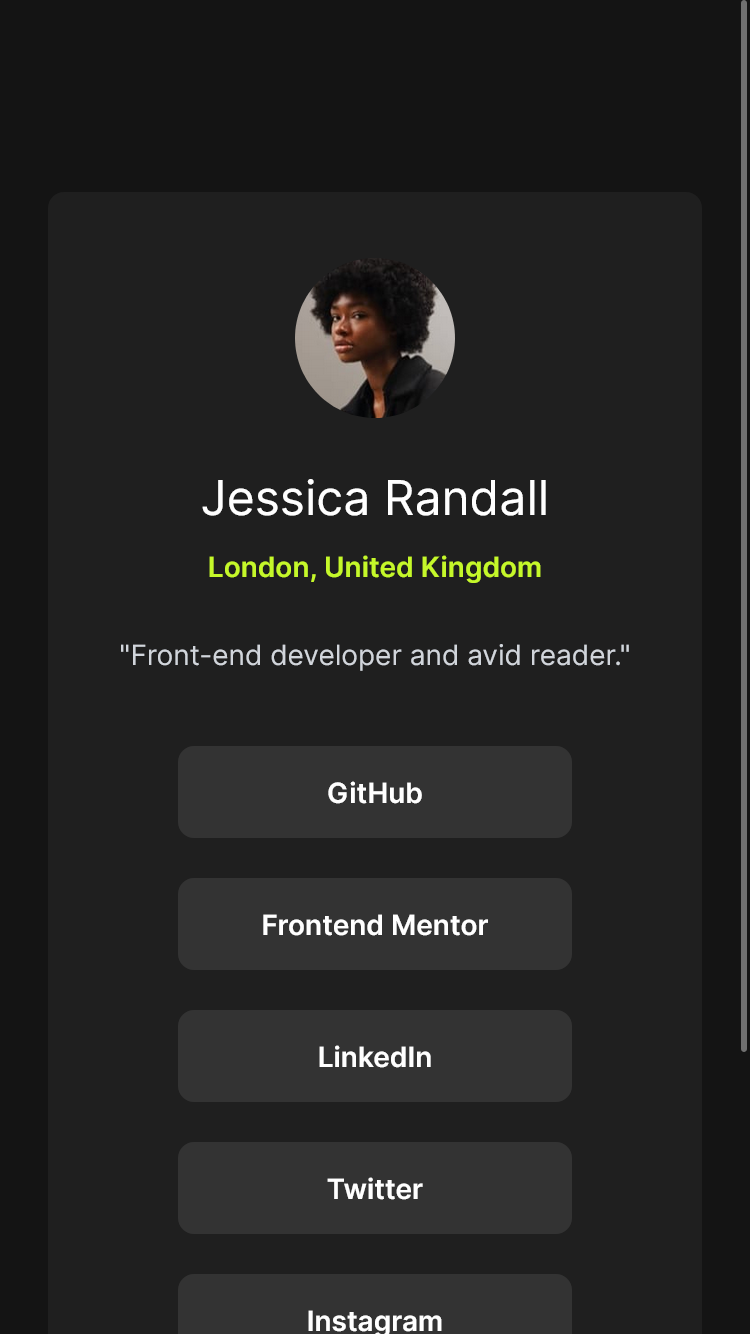 Jessica Randall
London, United Kingdom
"Front-end developer and avid reader."
GitHub
Frontend Mentor
LinkedIn
Twitter
Instagram